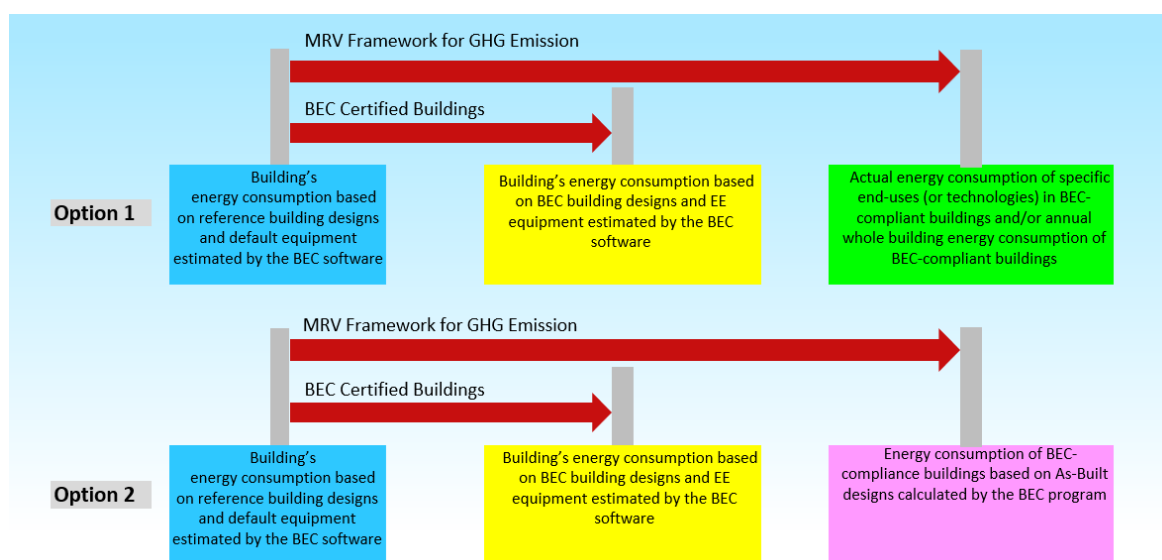 MRV Framework for GHG Emission
BEC Certified Buildings
Option 1
Building’s
energy consumption based
on reference building designs
and default equipment
estimated by the BEC software
Building’s energy consumption based
on BEC building designs and EE
equipment estimated by the BEC
software
Actual energy consumption of specific
end-uses (or technologies) in BEC-
compliant buildings and/or annual
whole building energy consumption of
BEC-compliant buildings
MRV Framework for GHG Emission
BEC Certified Buildings
Option 2
Building’s
energy consumption based
on reference building designs
and default equipment
estimated by the BEC software
Building’s energy consumption based
on BEC building designs and EE
equipment estimated by the BEC
software
Energy consumption of BEC-
compliance buildings based on As-Built
designs calculated by the BEC program